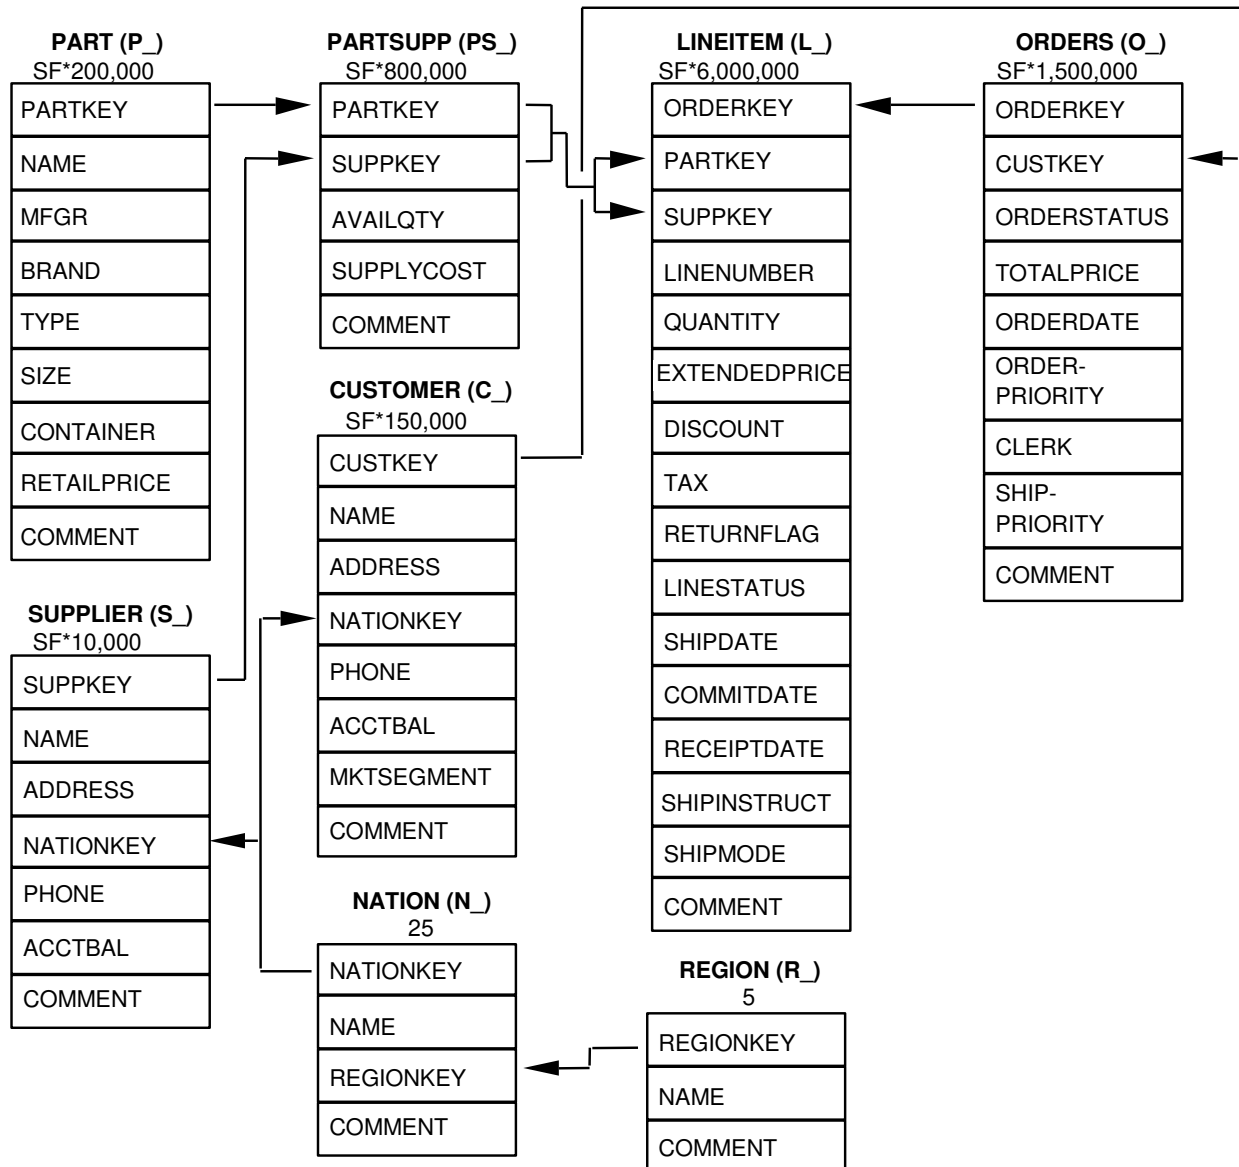 PART (P_)
SF*200,000
PARTKEY
NAME
MFGR
BRAND
TYPE
SIZE
CONTAINER
RETAILPRICE
COMMENT
SUPPLIER (S_)
SF*10,000
SUPPKEY
NAME
ADDRESS
NATIONKEY
PHONE
ACCTBAL
COMMENT
PARTSUPP (PS_)
SF*800,000
PARTKEY
SUPPKEY
AVAILQTY
SUPPLYCOST
COMMENT
CUSTOMER (C_)
SF*150,000
CUSTKEY
NAME
ADDRESS
NATIONKEY
PHONE
ACCTBAL
MKTSEGMENT
COMMENT
NATION (N_)
25
NATIONKEY
NAME
REGIONKEY
COMMENT
LINEITEM (L_)
SF*6,000,000
ORDERKEY
PARTKEY
SUPPKEY
LINENUMBER
QUANTITY
EXTENDEDPRICE
DISCOUNT
TAX
RETURNFLAG
LINESTATUS
SHIPDATE
COMMITDATE
RECEIPTDATE
SHIPINSTRUCT
SHIPMODE
COMMENT
REGION (R_)
5
REGIONKEY
NAME
COMMENT
ORDERS (O_)
SF*1,500,000
ORDERKEY
CUSTKEY
ORDERSTATUS
TOTALPRICE
ORDERDATE
ORDER-
PRIORITY
CLERK
SHIP-
PRIORITY
COMMENT